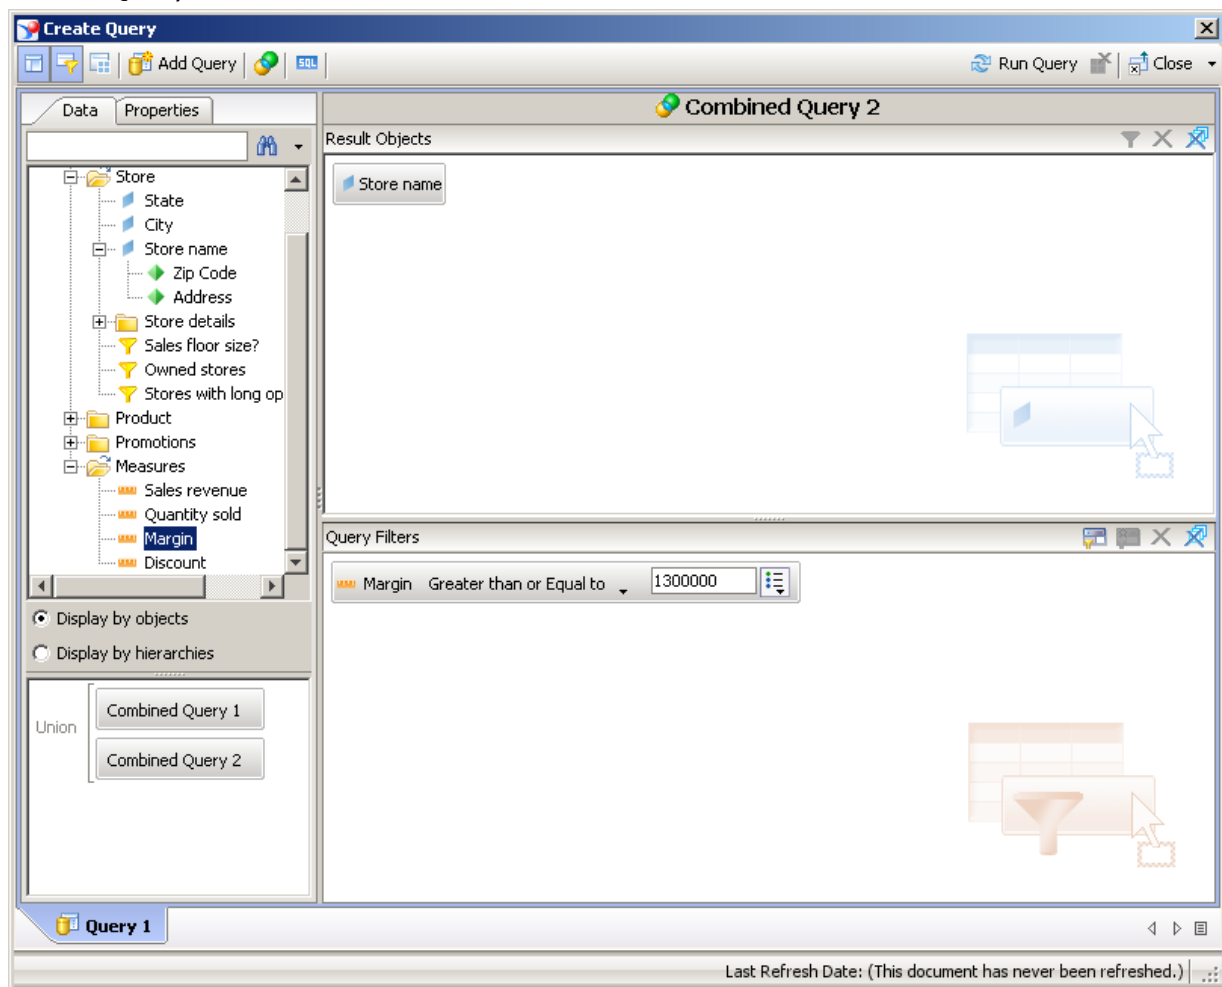 Create Query
Add Query
SQL
Run Query
Close
Data
Properties
Combined Query 2
Result Objects
Store name
Store
State
City
Store name
Zip Code
Address
Store details
Sales floor size?
Owned stores
Stores with long op
Product
Promotions
Measures
Sales revenue
Quantity sold
Margin
Discount
Query Filters
Margin Greater than or Equal to 1300000
Display by objects
Display by hierarchies
Union
Combined Query 1
Combined Query 2
Query 1
Last Refresh Date: (This document has never been refreshed.)